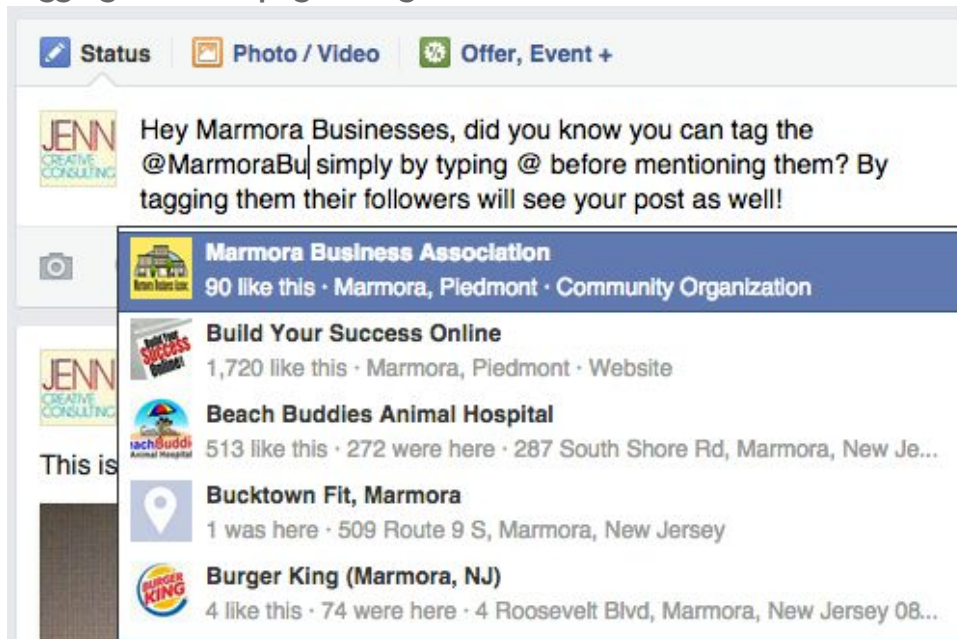 Status Photo / Video Offer, Event +
JENN
CREATIVE
CONSULTING
Hey Marmora Businesses, did you know you can tag the
@MarmoraBu simply by typing @ before mentioning them? By
tagging them their followers will see your post as well!
Marmora Business Association
90 like this · Marmora, Piedmont · Community Organization
Build Your Success Online!
Build Your Success Online
1,720 like this · Marmora, Piedmont · Website
JENN
CREATIVE
CONSULTING
Beach Buddies Animal Hospital
513 like this · 272 were here · 287 South Shore Rd, Marmora, New Je...
This is
Bucktown Fit, Marmora
1 was here · 509 Route 9 S, Marmora, New Jersey
BURGER
KING
Burger King (Marmora, NJ)
4 like this · 74 were here · 4 Roosevelt Blvd, Marmora, New Jersey 08...